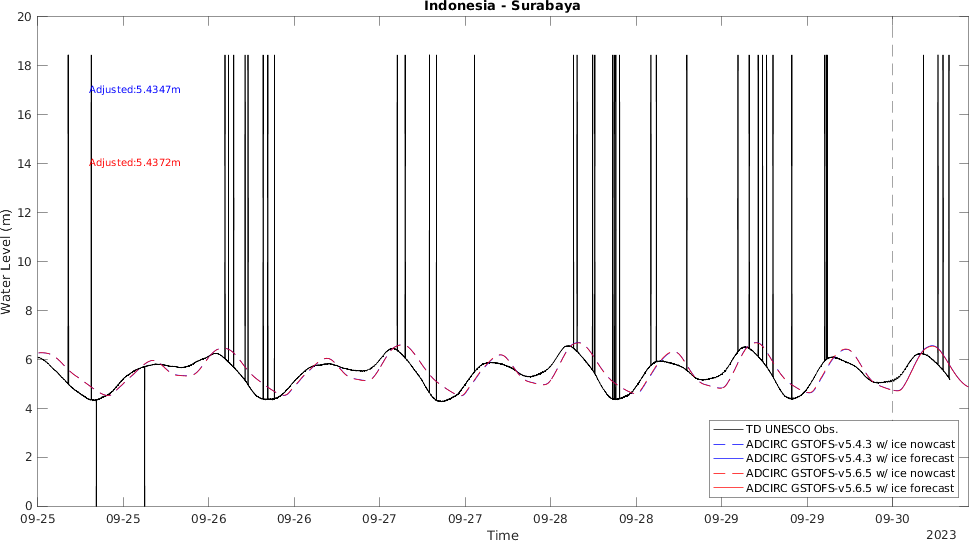 Indonesia - Surabaya
20
18
16
14
12
10
8
6
4
2
0
Water Level (m)
Adjusted:5.4347m
Adjusted:5.4372m
TD UNESCO Obs.
ADCIRC GSTOFS-v5.4.3 w/ ice nowcast
ADCIRC GSTOFS-v5.4.3 w/ ice forecast
ADCIRC GSTOFS-v5.6.5 w/ ice nowcast
ADCIRC GSTOFS-v5.6.5 w/ ice forecast
09-25 09-25 09-26 09-26 09-27 09-27 09-28 09-28 09-29 09-29 09-30
Time
2023